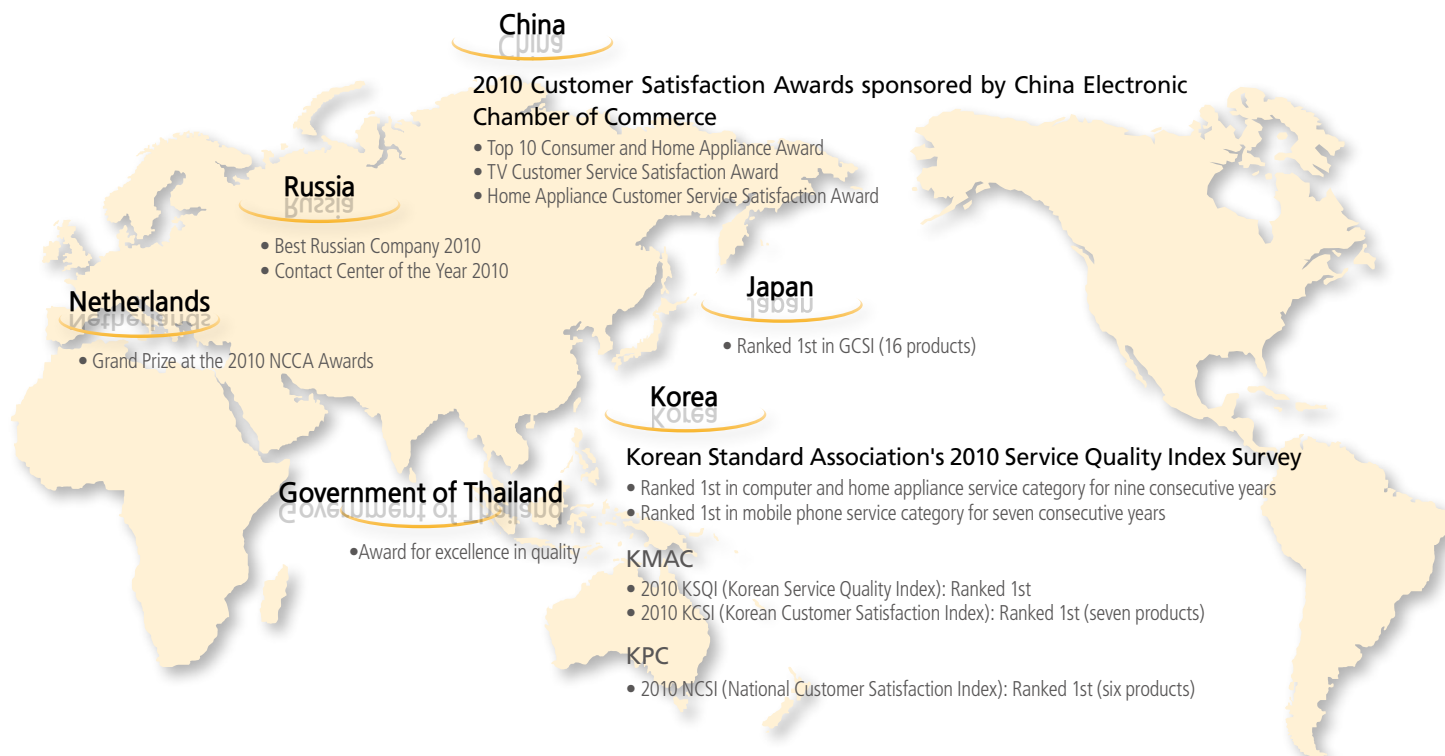 China
2010 Customer Satisfaction Awards sponsored by China Electronic
Chamber of Commerce
• Top 10 Consumer and Home Appliance Award
• TV Customer Service Satisfaction Award
• Home Appliance Customer Service Satisfaction Award
Russia
• Best Russian Company 2010
• Contact Center of the Year 2010
Netherlands
• Grand Prize at the 2010 NCCA Awards
Japan
• Ranked 1st in GCSI (16 products)
Korea
Korean Standard Association's 2010 Service Quality Index Survey
• Ranked 1st in computer and home appliance service category for nine consecutive years
• Ranked 1st in mobile phone service category for seven consecutive years
KMAC
• 2010 KSQI (Korean Service Quality Index): Ranked 1st
• 2010 KCSI (Korean Customer Satisfaction Index): Ranked 1st (seven products)
KPC
• 2010 NCSI (National Customer Satisfaction Index): Ranked 1st (six products)
Government of Thailand
•Award for excellence in quality